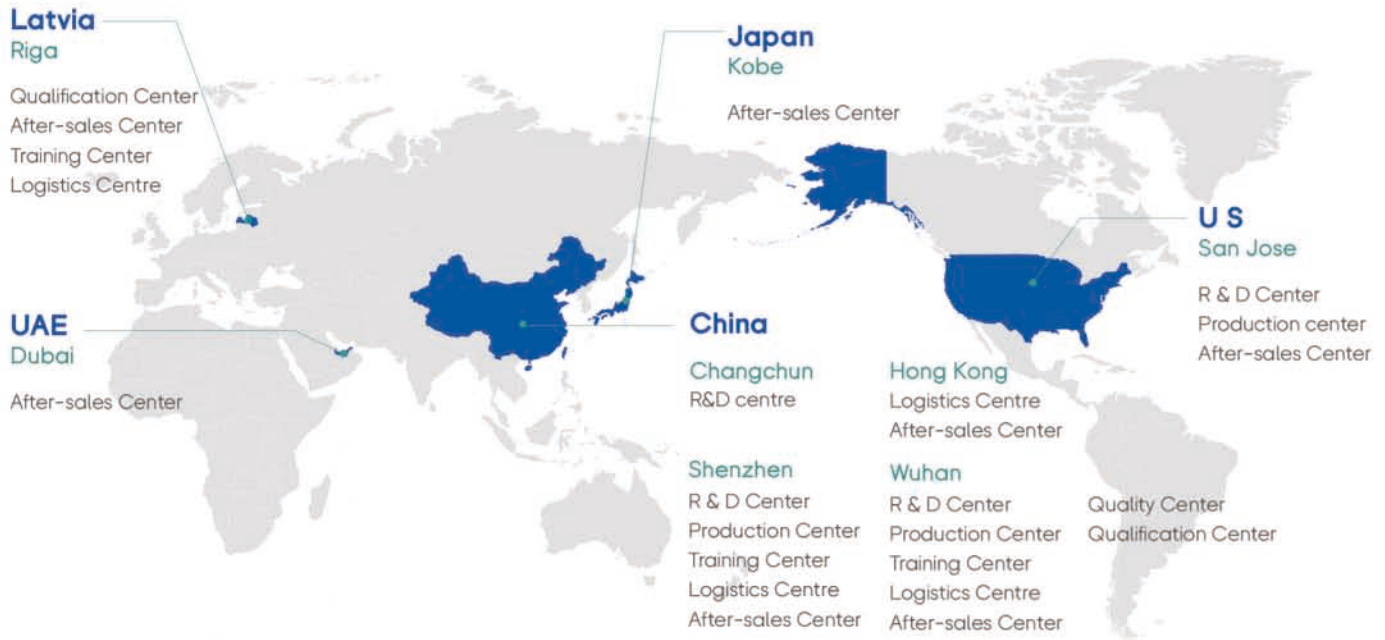 Latvia
Riga
Qualification Center
After-sales Center
Training Center
Logistics Centre
Japan
Kobe
After-sales Center
U S
San Jose
R & D Center
Production center
After-sales Center
UAE
Dubai
After-sales Center
China
Changchun
R&D centre
Hong Kong
Logistics Centre
After-sales Center
Shenzhen
R & D Center
Production Center
Training Center
Logistics Centre
After-sales Center
Wuhan
R & D Center
Production Center
Training Center
Logistics Centre
After-sales Center
Quality Center
Qualification Center